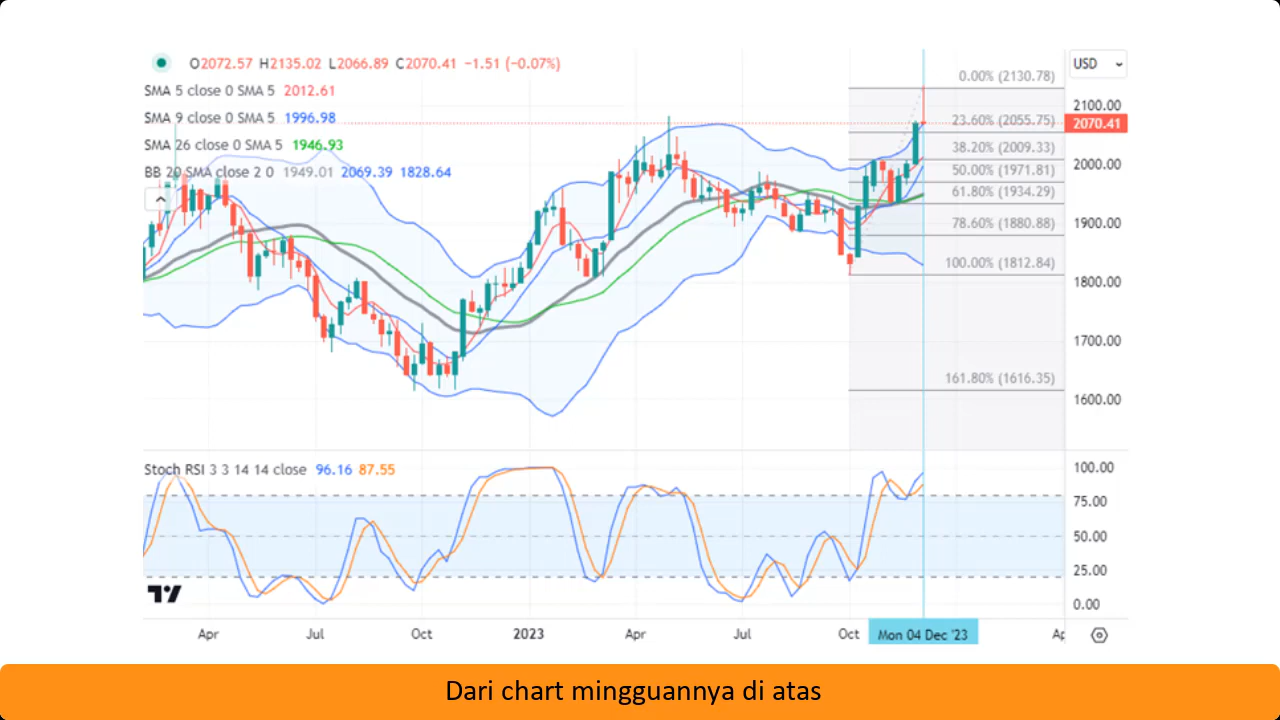 O2072.57 H2135.02 L2066.89 C2070.41 −1.51 (−0.07%)
USD
SMA 5 close 0 SMA 5 2012.61
SMA 9 close 0 SMA 5 1996.98
SMA 26 close 0 SMA 5 1946.93
BB 20 SMA close 2 0 1949.01 2069.39 1828.64
0.00% (2130.78)
23.60% (2055.75)
38.20% (2009.33)
50.00% (1971.81)
61.80% (1934.29)
78.60% (1880.88)
100.00% (1812.84)
161.80% (1616.35)
2100.00
2070.41
2000.00
1900.00
1800.00
1700.00
1600.00
Stoch RSI 3 3 14 14 close 96.16 87.55
100.00
75.00
50.00
25.00
0.00
Apr Jul Oct 2023 Apr Jul Oct Mon 04 Dec '23 Ap
Dari chart mingguannya di atas